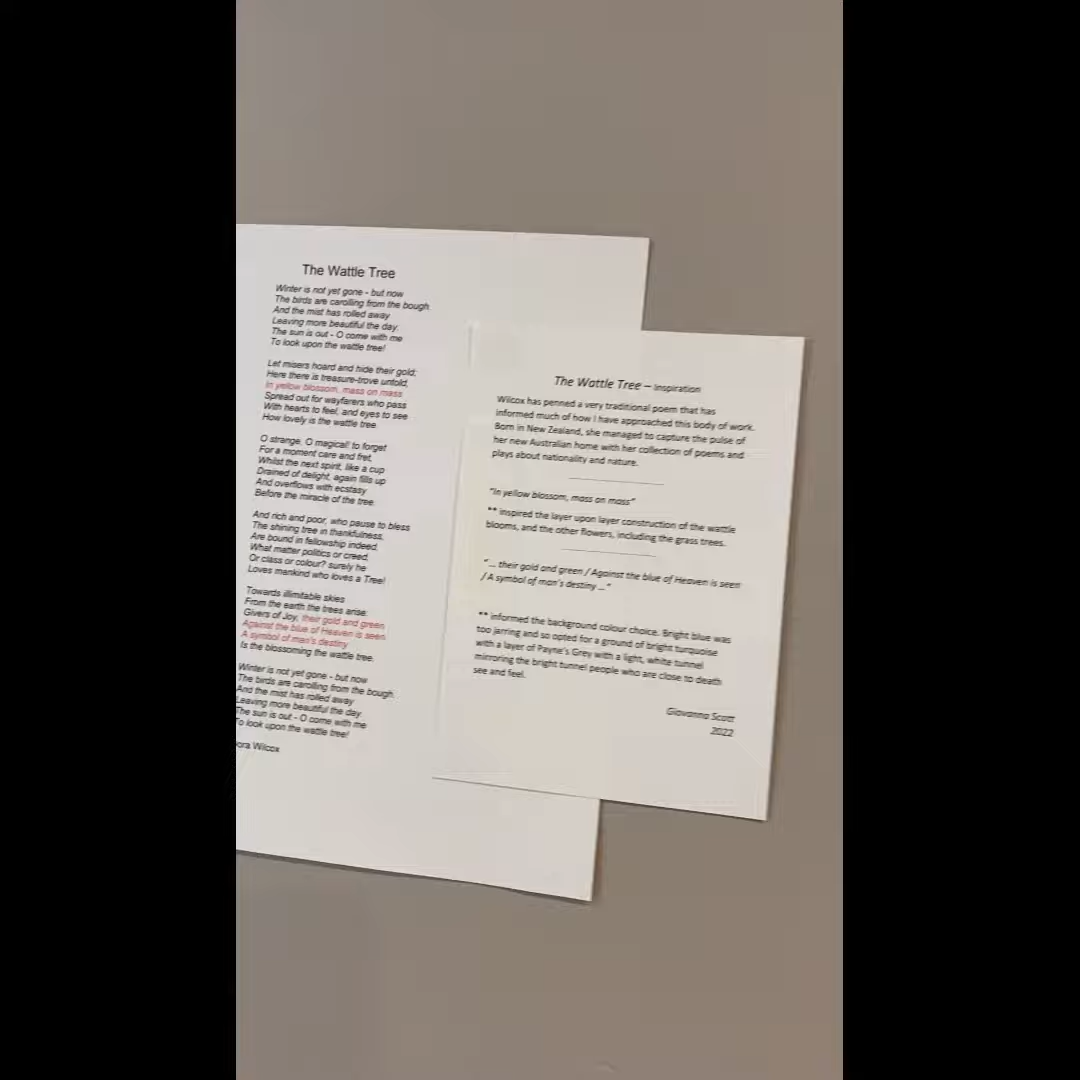 The Wattle Tree
Winter is not yet gone - but now
The birds are carolling from the bough.
And the mist has rolled away
Leaving more beautiful the day.
The sun is out - O come with me
To look upon the wattle tree!
Let misers hoard and hide their gold;
Here there is treasure-trove untold,
In yellow blossom, mass on mass
Spread out for wayfarers who pass
With hearts to feel, and eyes to see
How lovely is the wattle tree.
O strange, O magical! to forget
For a moment care and fret,
Whilst the next spirit, like a cup
Drained of delight, again fills up
And overflows with ecstasy
Before the miracle of the tree.
And rich and poor, who pause to bless
The shining tree in thankfulness,
Are bound in fellowship indeed.
What matter politics or creed,
Or class or colour? surely he
Loves mankind who loves a Tree!
Towards illimitable skies
From the earth the trees arise:
Givers of Joy, their gold and green
Against the blue of Heaven is seen
A symbol of man's destiny
Is the blossoming the wattle tree.
Winter is not yet gone - but now
The birds are carolling from the bough.
And the mist has rolled away
Leaving more beautiful the day
The sun is out - O come with me
To look upon the wattle tree!
ora Wilcox
The Wattle Tree – Inspiration
Wilcox has penned a very traditional poem that has
informed much of how I have approached this body of work.
Born in New Zealand, she managed to capture the pulse of
her new Australian home with her collection of poems and
plays about nationality and nature.
"In yellow blossom, mass on mass"
** inspired the layer upon layer construction of the wattle
blooms, and the other flowers, including the grass trees.
"... their gold and green / Against the blue of Heaven is seen
/ A symbol of man's destiny ..."
** informed the background colour choice. Bright blue was
too jarring and so opted for a ground of bright turquoise
with a layer of Payne's Grey with a light, white tunnel
mirroring the bright tunnel people who are close to death
see and feel.
Giovanna Scott
2022